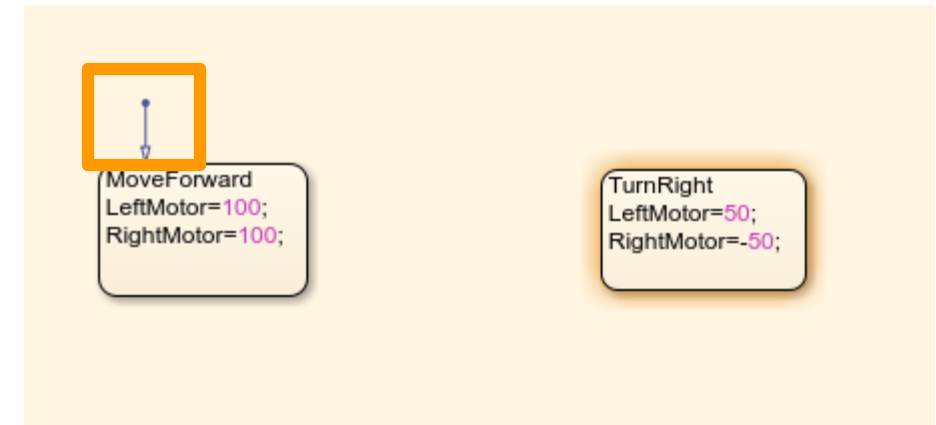 MoveForward
LeftMotor=100;
RightMotor=100;
TurnRight
LeftMotor=50;
RightMotor=-50;